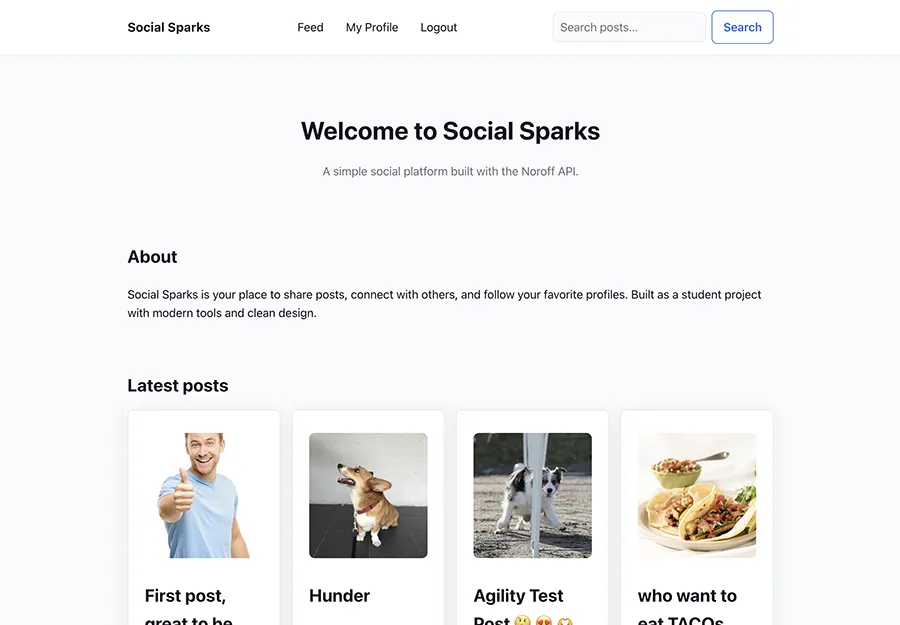 Social Sparks
Feed
My Profile
Logout
Search posts...
Search
Welcome to Social Sparks
A simple social platform built with the Noroff API.
About
Social Sparks is your place to share posts, connect with others, and follow your favorite profiles. Built as a student project
with modern tools and clean design.
Latest posts
First post,
great to be
Hunder
Agility Test
Post 🤔 😍 🫶
who want to
eat TACOs